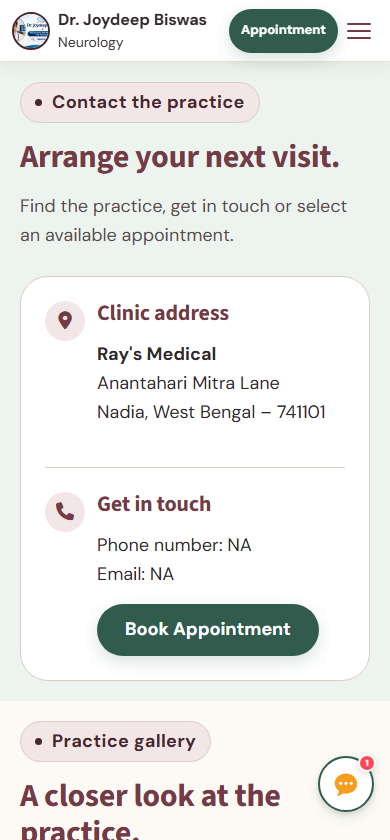 Dr. Joydeep Biswas
Neurology
Appointment
Contact the practice
Arrange your next visit.
Find the practice, get in touch or select
an available appointment.
Clinic address
Ray's Medical
Anantahari Mitra Lane
Nadia, West Bengal – 741101
Get in touch
Phone number: NA
Email: NA
Book Appointment
Practice gallery
A closer look at the
practice.
1